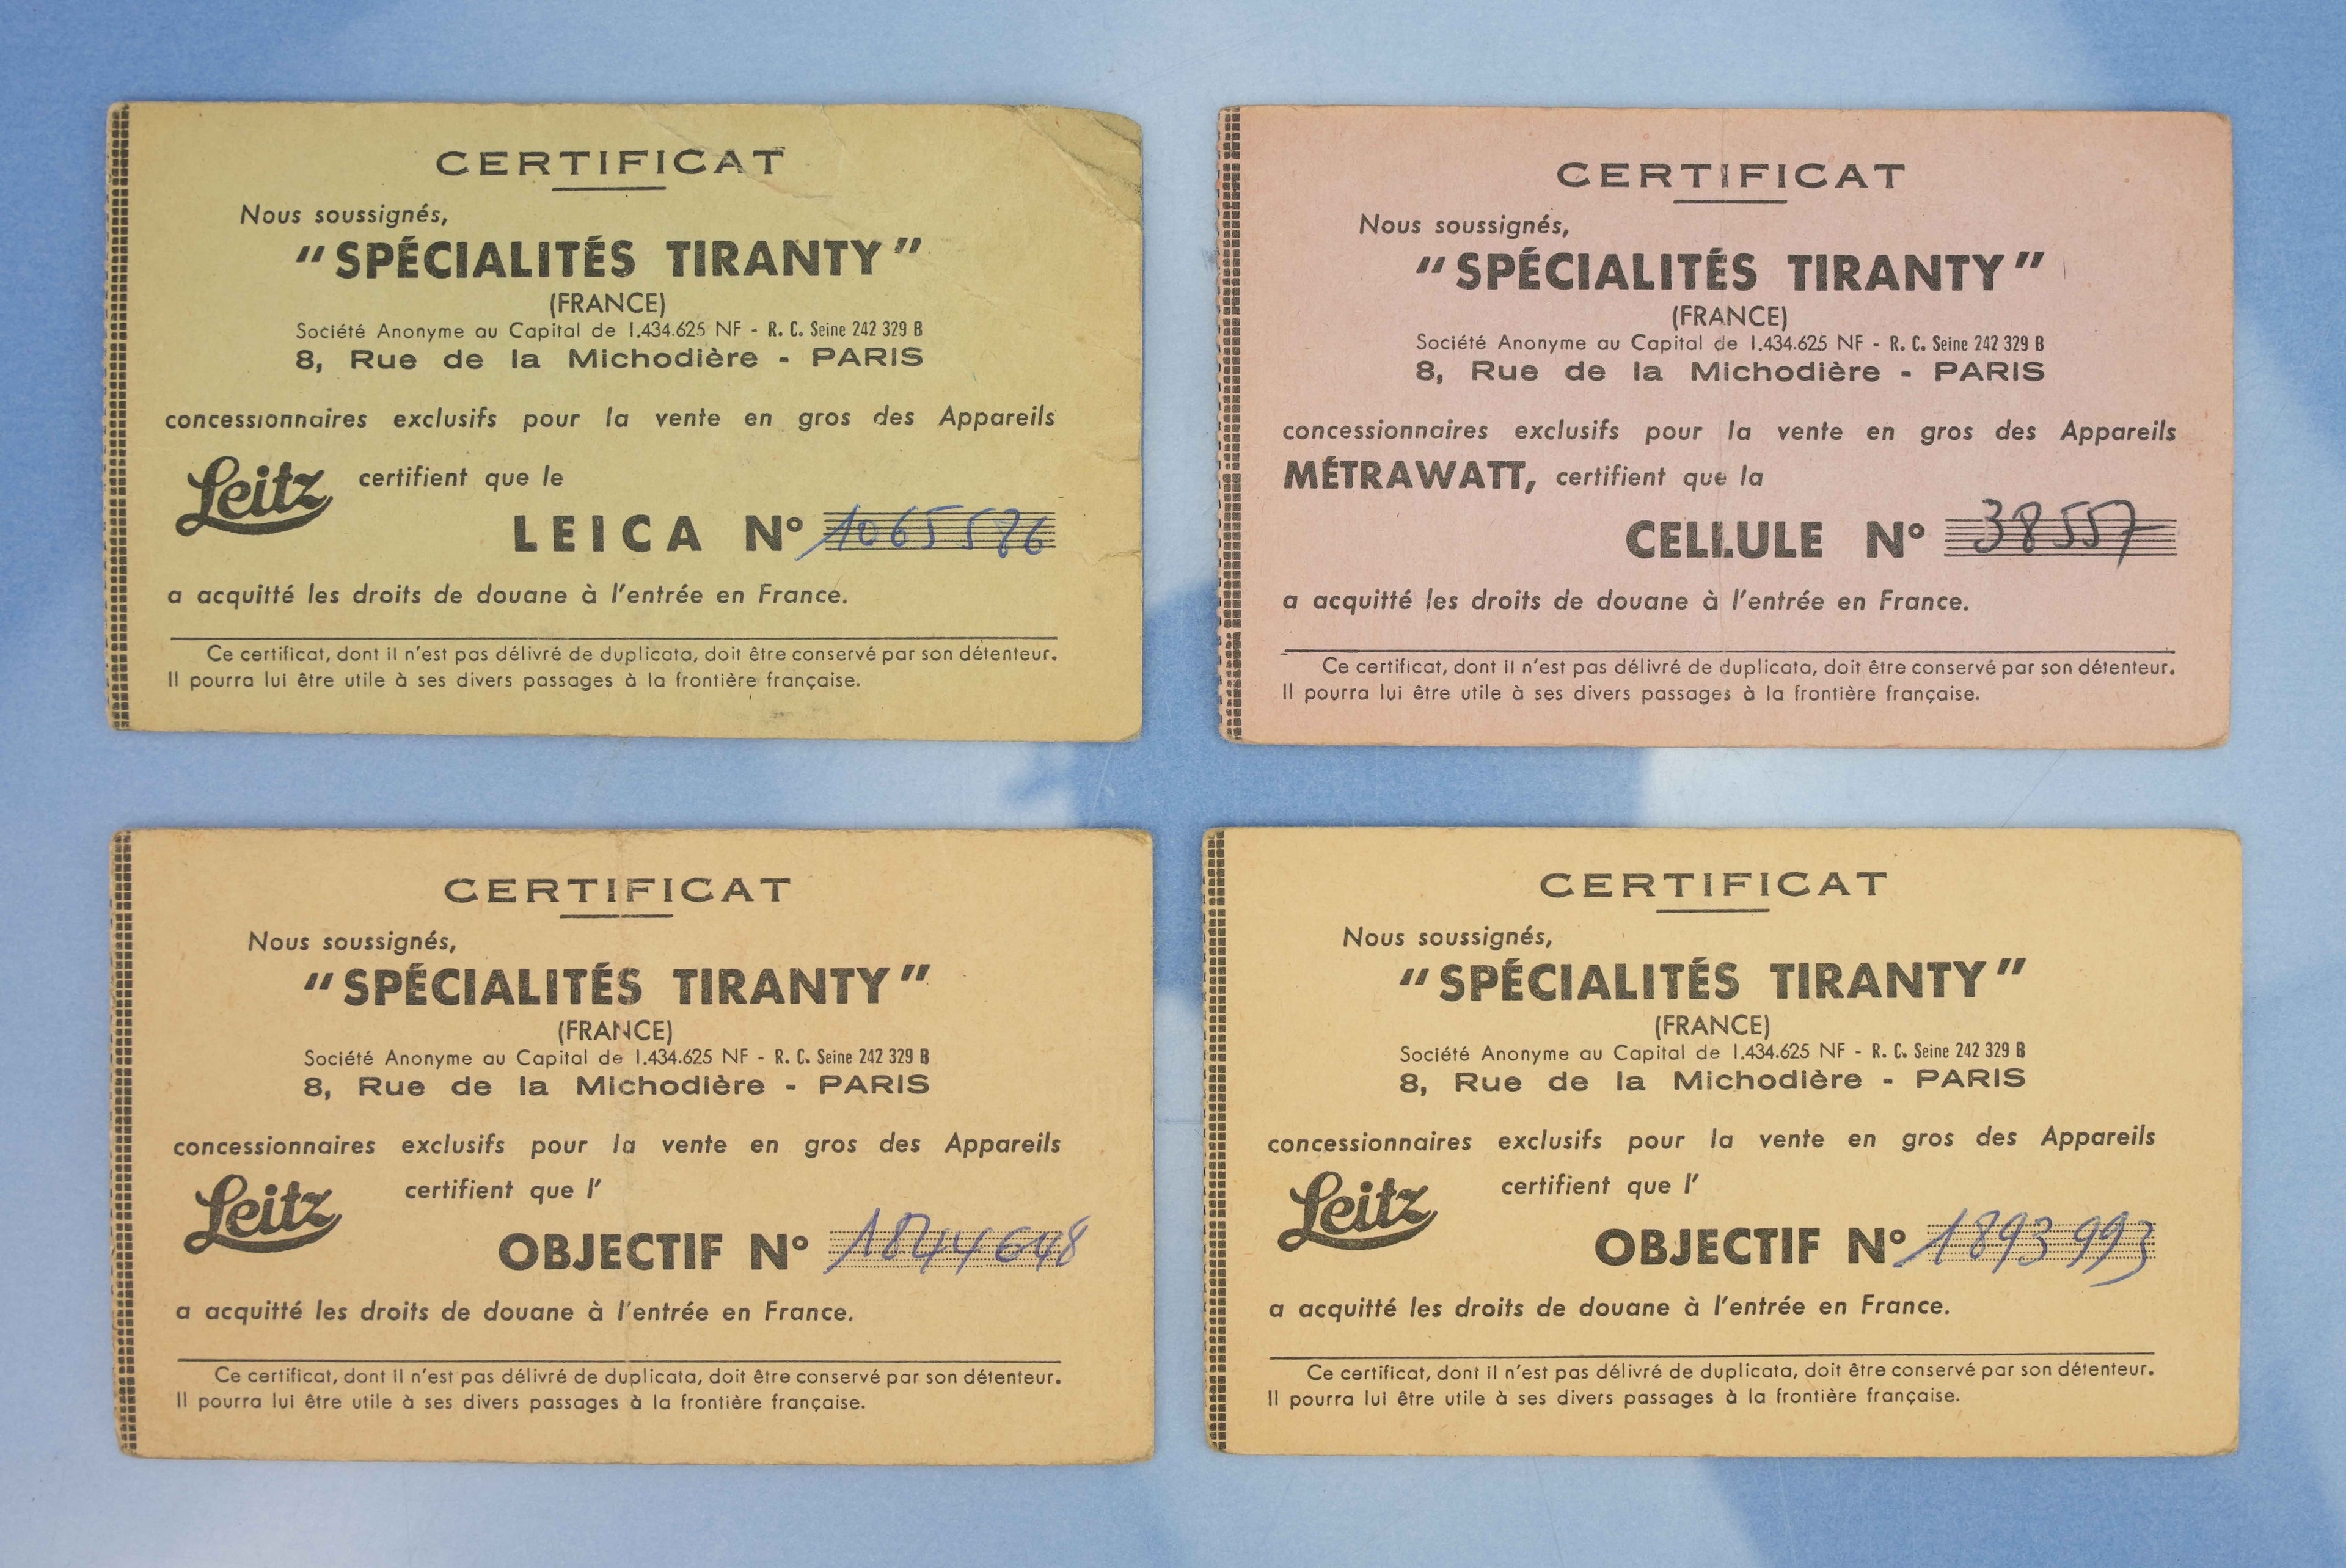 CERTIFICAT
Nous soussignés,
"SPÉCIALITÉS TIRANTY"
(FRANCE)
Société Anonyme au Capital de 1.434.625 NF - R. C. Seine 242 329 B
8, Rue de la Michodière - PARIS
concessionnaires exclusifs pour la vente en gros des Appareils
Leitz certifient que le
LEICA N°
a acquitté les droits de douane à l'entrée en France.
Ce certificat, dont il n'est pas délivré de duplicata, doit être conservé par son détenteur.
Il pourra lui être utile à ses divers passages à la frontière française.
CERTIFICAT
Nous soussignés,
"SPÉCIALITÉS TIRANTY"
(FRANCE)
Société Anonyme au Capital de 1.434.625 NF - R. C. Seine 242 329 B
8, Rue de la Michodière - PARIS
concessionnaires exclusifs pour la vente en gros des Appareils
MÉTRAWATT, certifient que la
CELLULE N° 38557
a acquitté les droits de douane à l'entrée en France.
Ce certificat, dont il n'est pas délivré de duplicata, doit être conservé par son détenteur.
Il pourra lui être utile à ses divers passages à la frontière française.
CERTIFICAT
Nous soussignés,
"SPÉCIALITÉS TIRANTY"
(FRANCE)
Société Anonyme au Capital de 1.434.625 NF - R. C. Seine 242 329 B
8, Rue de la Michodière - PARIS
concessionnaires exclusifs pour la vente en gros des Appareils
Leitz certifient que l'
OBJECTIF N° 1844648
a acquitté les droits de douane à l'entrée en France.
Ce certificat, dont il n'est pas délivré de duplicata, doit être conservé par son détenteur.
Il pourra lui être utile à ses divers passages à la frontière française.
CERTIFICAT
Nous soussignés,
"SPÉCIALITÉS TIRANTY"
(FRANCE)
Société Anonyme au Capital de 1.434.625 NF - R. C. Seine 242 329 B
8, Rue de la Michodière - PARIS
concessionnaires exclusifs pour la vente en gros des Appareils
Leitz certifient que l'
OBJECTIF N° 1893993
a acquitté les droits de douane à l'entrée en France.
Ce certificat, dont il n'est pas délivré de duplicata, doit être conservé par son détenteur.
Il pourra lui être utile à ses divers passages à la frontière française.